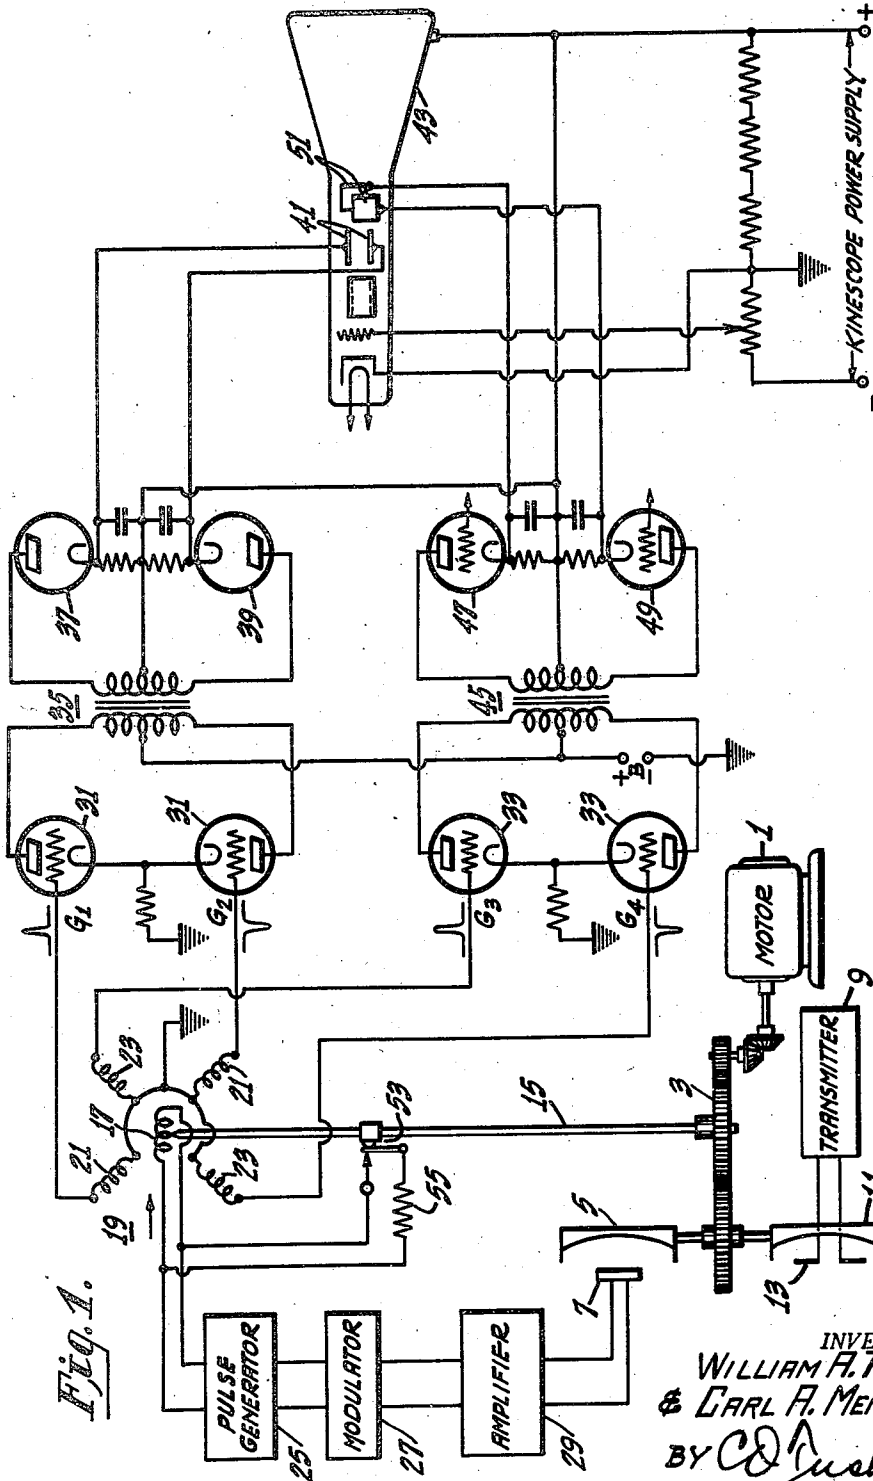 Fig. 1.
19
21
17
23
21
23
53
15
55
G1
G2
G3
G4
31
31
33
33
35
45
+
B
-
37
39
47
49
41
51
43
KINESCOPE POWER SUPPLY
+
-
PULSE
GENERATOR
25
MODULATOR
27
AMPLIFIER
29
7
5
3
MOTOR
1
TRANSMITTER
9
13
11
WILLIAM A.
& CARL A.
BY